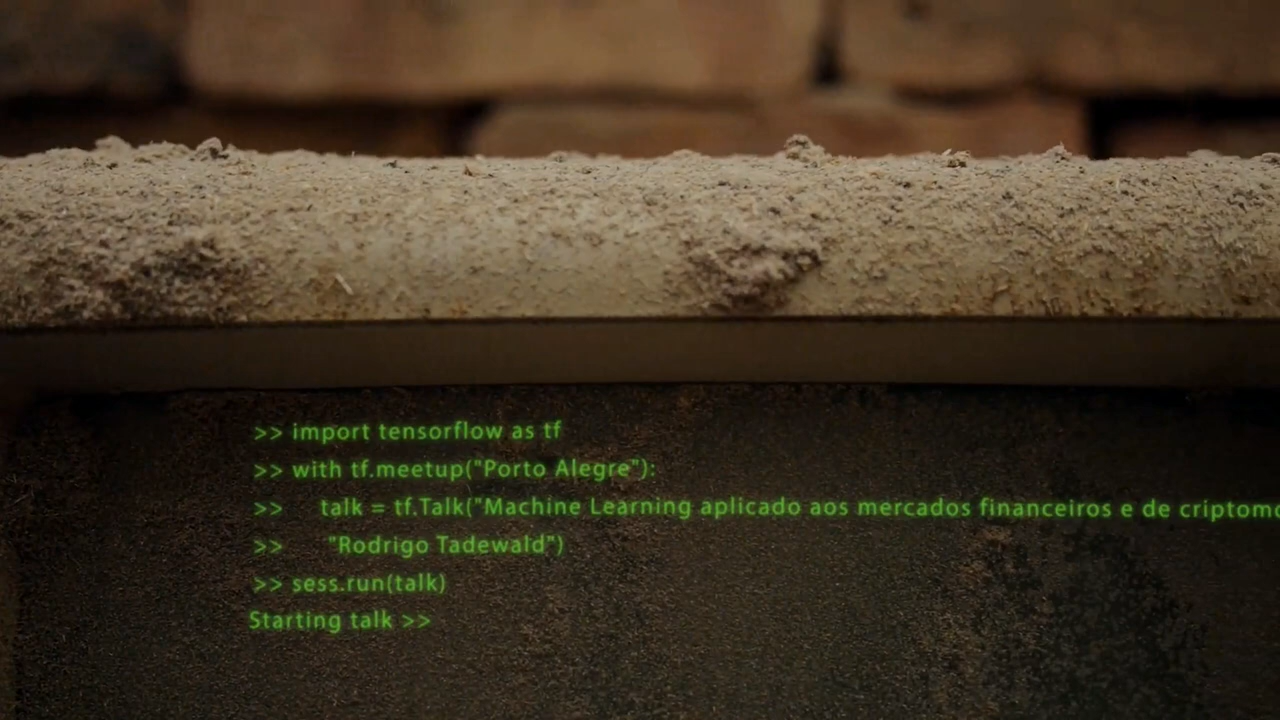 >> import tensorflow as tf
>> with tf.meetup("Porto Alegre"):
>> talk = tf.Talk("Machine Learning aplicado aos mercados financeiros e de
>> "Rodrigo Tadewald")
>> sess.run(talk)
Starting talk >>